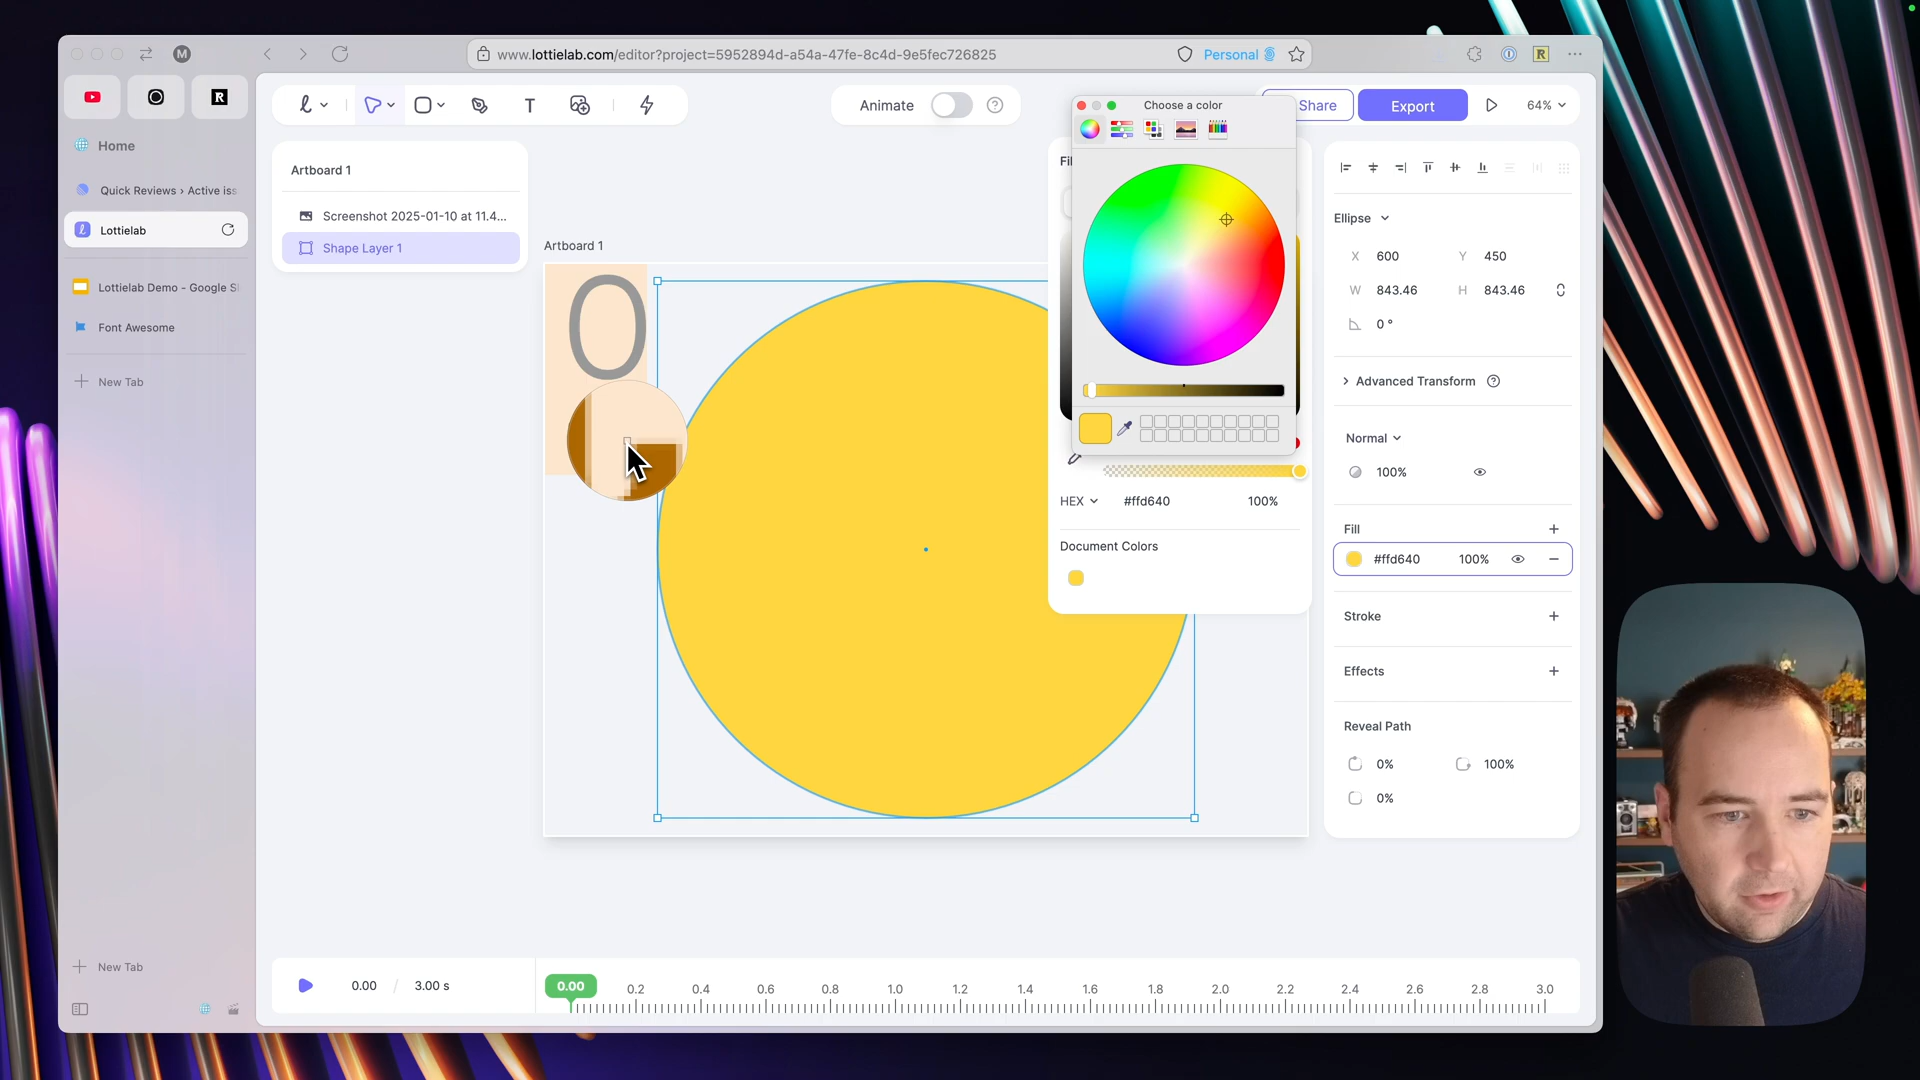 M
www.lottielab.com/editor?project=5952894d-a54a-47fe-8c4d-9e5fec726825
Personal
R
R
Home
Quick Reviews › Active iss
Lottielab
Lottielab Demo - Google Sl
Font Awesome
New Tab
New Tab
T
Animate
Share
Export
64%
Artboard 1
Screenshot 2025-01-10 at 11.4...
Shape Layer 1
Artboard 1
0
Choose a color
Fil
HEX
#ffd640
100%
Document Colors
Ellipse
X 600
Y 450
W 843.46
H 843.46
0 °
Advanced Transform
Normal
100%
Fill
#ffd640 100%
Stroke
Effects
Reveal Path
0%
100%
0%
0.00 / 3.00 s
0.00
0.2 0.4 0.6 0.8 1.0 1.2 1.4 1.6 1.8 2.0 2.2 2.4 2.6 2.8 3.0